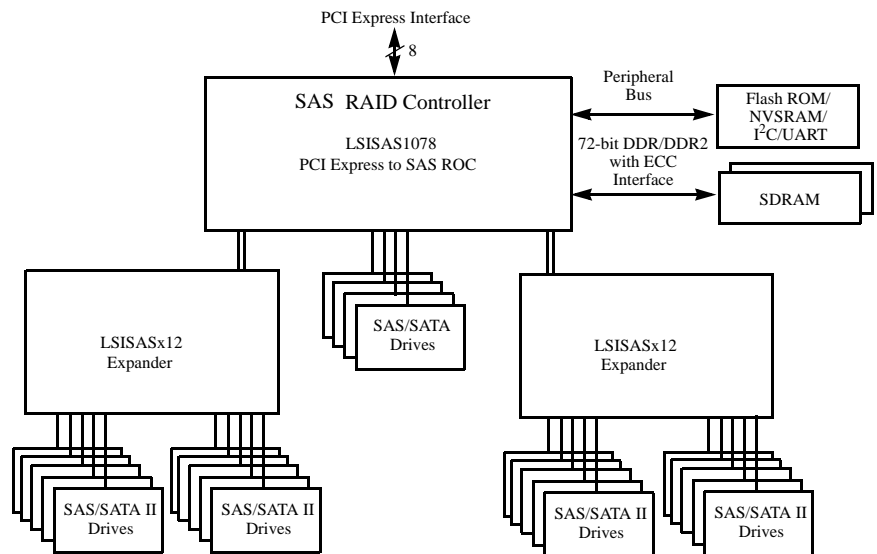 PCI Express Interface
8
SAS RAID Controller
LSISAS1078
PCI Express to SAS ROC
Peripheral
Bus
Flash ROM/
NVSRAM/
I²C/UART
72-bit DDR/DDR2
with ECC
Interface
SDRAM
LSISASx12
Expander
SAS/SATA
Drives
LSISASx12
Expander
SAS/SATA II
Drives
SAS/SATA II
Drives
SAS/SATA II
Drives
SAS/SATA II
Drives